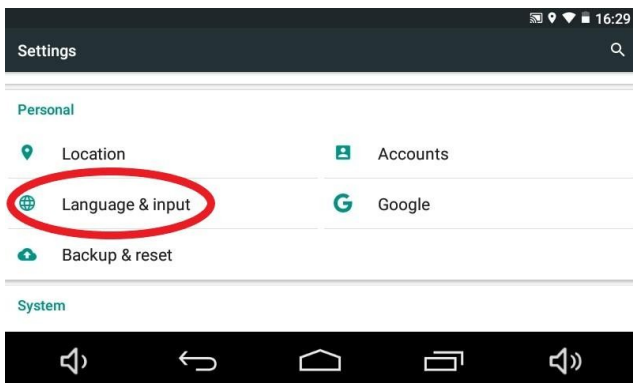 16:29
Settings
Personal
Location
Accounts
Language & input
Google
Backup & reset
System